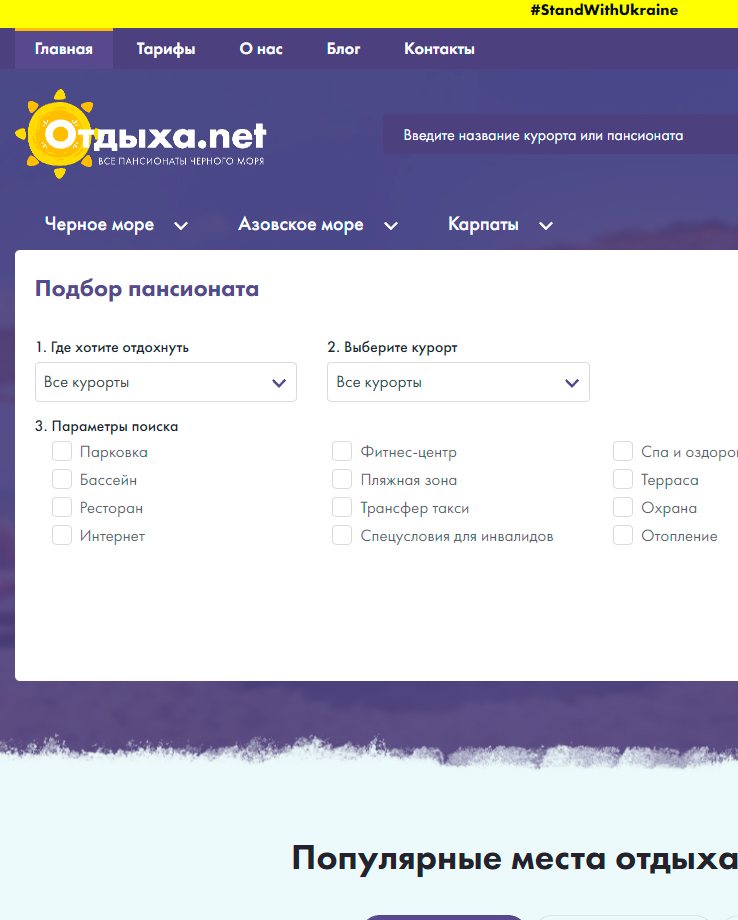 #StandWithUkraine
Главная Тарифы О нас Блог Контакты
Отдыха.net
ВСЕ ПАНСИОНАТЫ ЧЕРНОГО МОРЯ
Введите название курорта или пансионата
Черное море Азовское море Карпаты
Подбор пансионата
1. Где хотите отдохнуть 2. Выберите курорт
Все курорты Все курорты
3. Параметры поиска
Парковка Фитнес-центр Спа и оздоро
Бассейн Пляжная зона Терраса
Ресторан Трансфер такси Охрана
Интернет Спецусловия для инвалидов Отопление
Популярные места отдыха